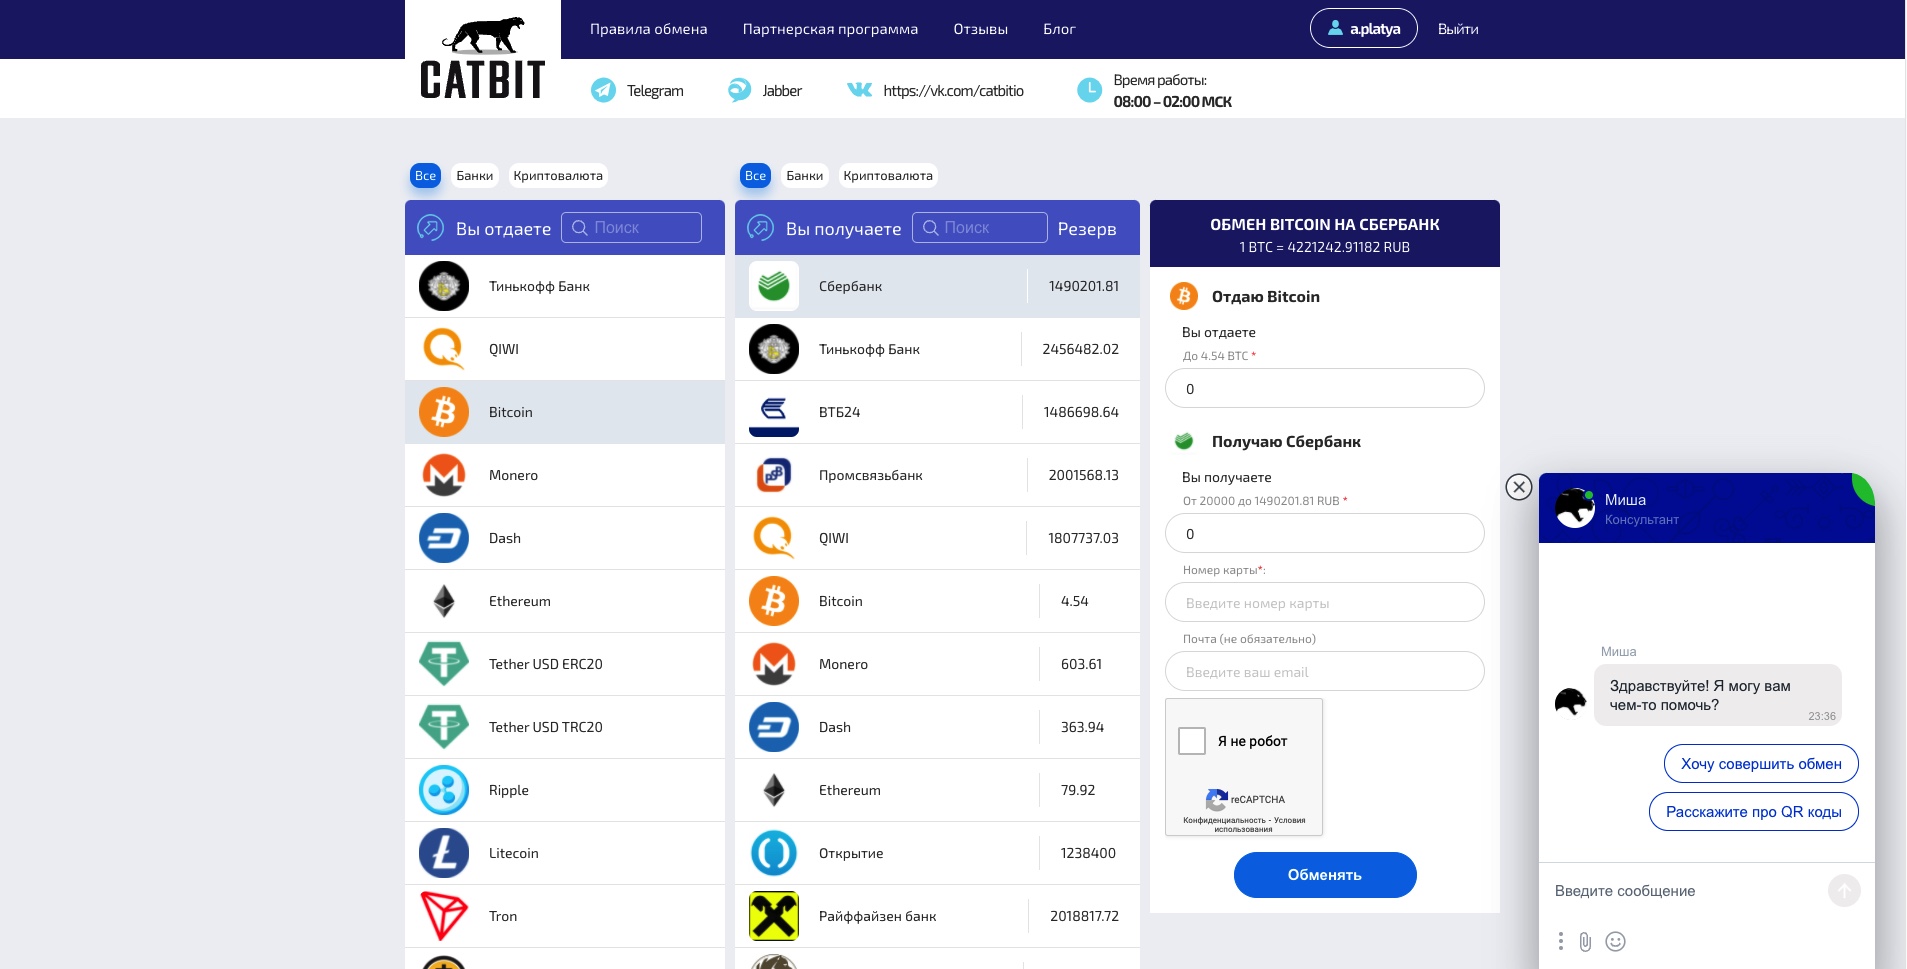 Правила обмена
Партнерская программа
Отзывы
Блог
a.platya
Выйти
CATBIT
Telegram
Jabber
https://vk.com/catbitio
Время работы:
08:00 – 02:00 МСК
Все
Банки
Криптовалюта
Все
Банки
Криптовалюта
Вы отдаете
Поиск
Тинькофф Банк
QIWI
Bitcoin
Monero
Dash
Ethereum
Tether USD ERC20
Tether USD TRC20
Ripple
Litecoin
Tron
Вы получаете
Поиск
Резерв
Сбербанк 1490201.81
Тинькофф Банк 2456482.02
ВТБ24 1486698.64
Промсвязьбанк 2001568.13
QIWI 1807737.03
Bitcoin 4.54
Monero 603.61
Dash 363.94
Ethereum 79.92
Открытие 1238400
Райффайзен банк 2018817.72
ОБМЕН BITCOIN НА СБЕРБАНК
1 BTC = 4221242.91182 RUB
Отдаю Bitcoin
Вы отдаете
До 4.54 BTC *
0
Получаю Сбербанк
Вы получаете
От 20000 до 1490201.81 RUB *
0
Номер карты*:
Введите номер карты
Почта (не обязательно)
Введите ваш email
Я не робот
reCAPTCHA
Конфиденциальность - Условия
использования
Обменять
Миша
Консультант
Миша
Здравствуйте! Я могу вам
чем-то помочь?
23:36
Хочу совершить обмен
Расскажите про QR коды
Введите сообщение